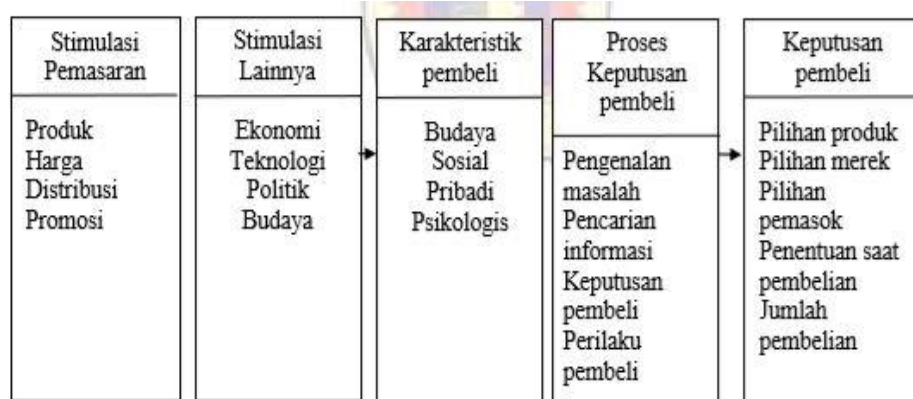 Stimulasi
Pemasaran
Produk
Harga
Distribusi
Promosi
Stimulasi
Lainnya
Ekonomi
Teknologi
Politik
Budaya
Karakteristik
pembeli
Budaya
Sosial
Pribadi
Psikologis
Proses
Keputusan
pembeli
Pengenalan
masalah
Pencarian
informasi
Keputusan
pembeli
Perilaku
pembeli
Keputusan
pembeli
Pilihan produk
Pilihan merek
Pilihan
pemasok
Penentuan saat
pembelian
Jumlah
pembelian